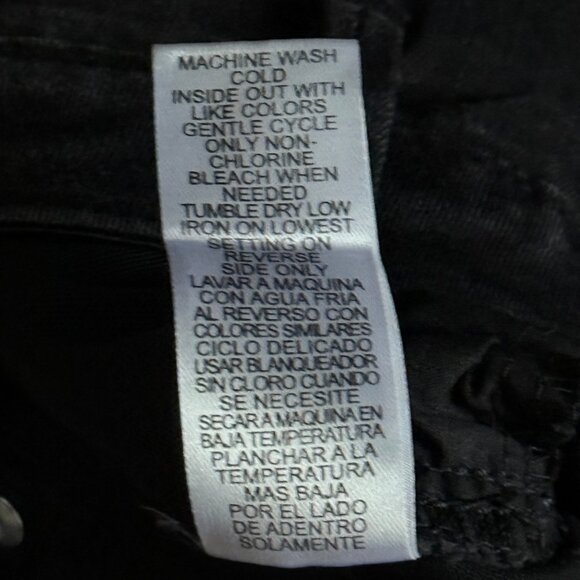 MACHINE WASH
COLD
INSIDE OUT WITH
LIKE COLORS
GENTLE CYCLE
ONLY NON-
CHLORINE
BLEACH WHEN
NEEDED
TUMBLE DRY LOW
IRON ON LOWEST
SETTING ON
REVERSE
SIDE ONLY
LAVAR A MAQUINA
CON AGUA FRIA
AL REVERSO CON
COLORES SIMILARES
CICLO DELICADO
USAR BLANQUEADOR
SIN CLORO CUANDO
SE NECESITE
SECAR A MAQUINA EN
BAJA TEMPERATURA
PLANCHAR A LA
TEMPERATURA
MAS BAJA
POR EL LADO
DE ADENTRO
SOLAMENTE